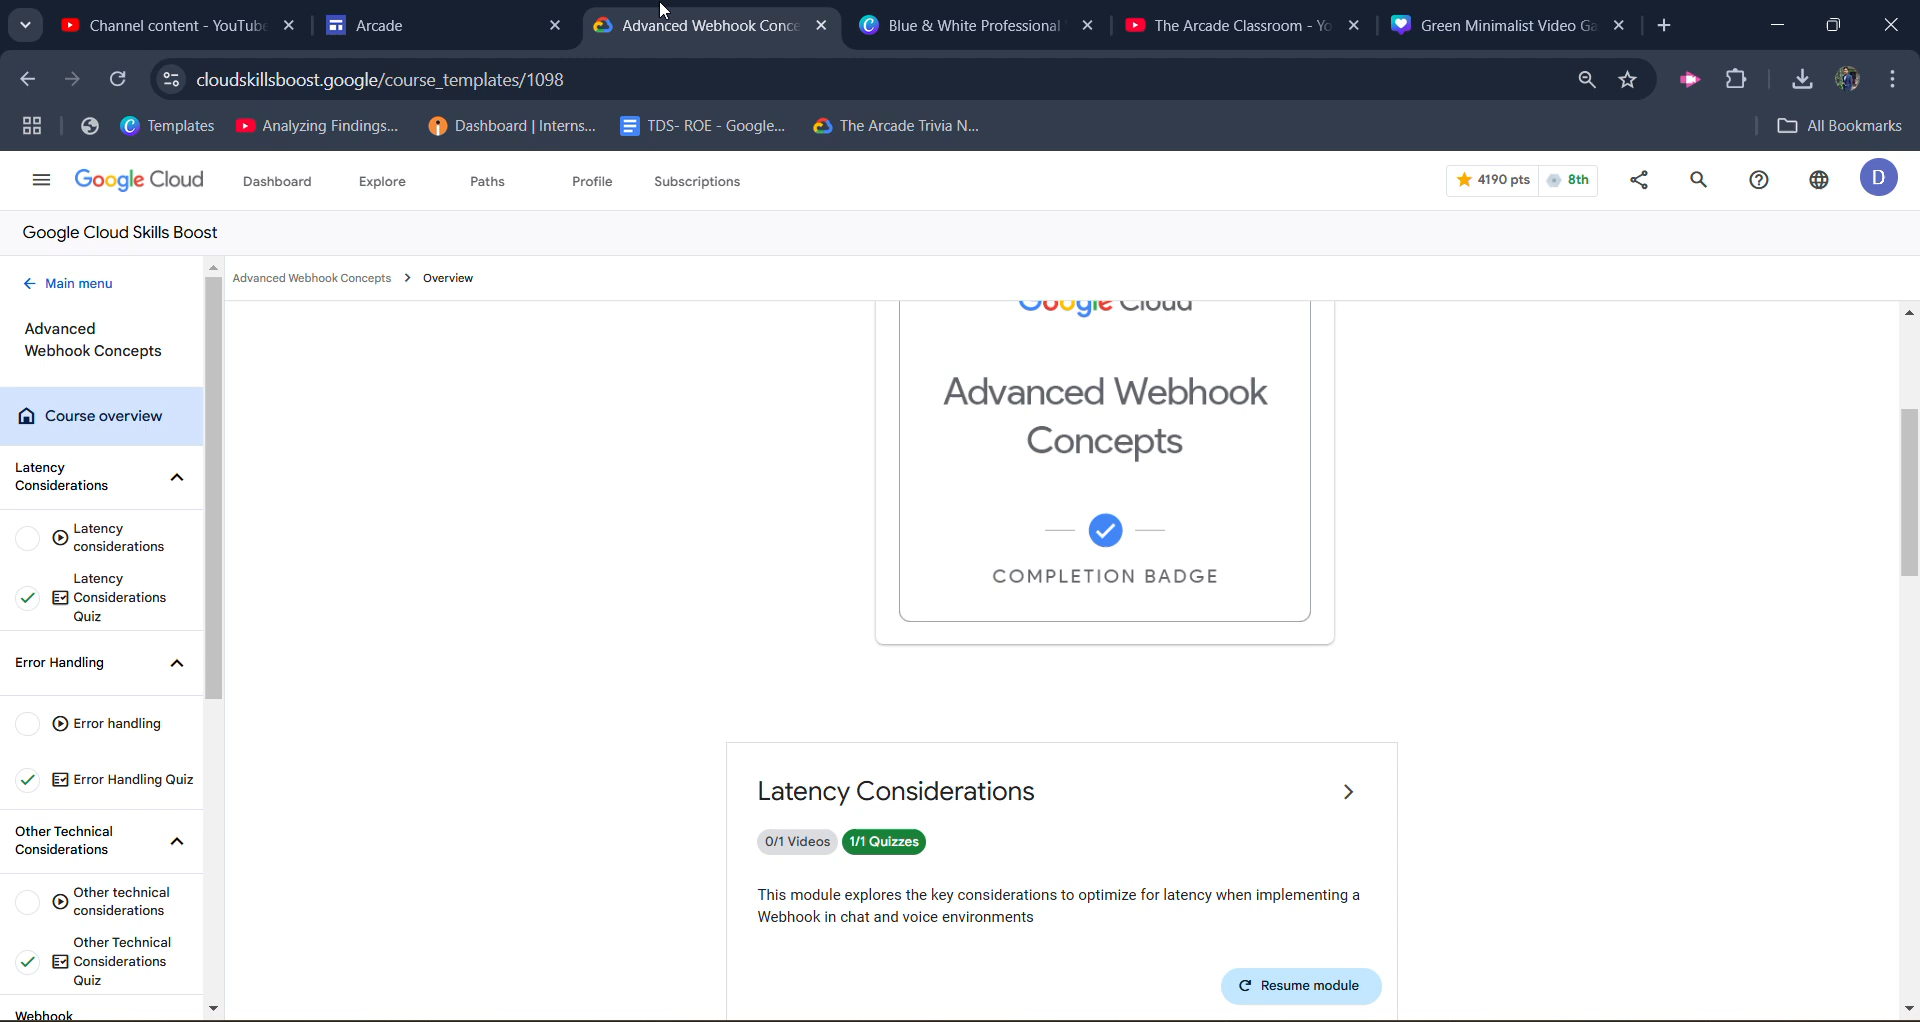 Channel content - YouTube
Arcade
Advanced Webhook Conce
Blue & White Professional
The Arcade Classroom - Yo
Green Minimalist Video Ga
cloudskillsboost.google/course_templates/1098
Templates
Analyzing Findings...
Dashboard | Interns...
TDS- ROE - Google...
The Arcade Trivia N...
All Bookmarks
Google Cloud
Dashboard
Explore
Paths
Profile
Subscriptions
4190 pts
8th
D
Google Cloud Skills Boost
Main menu
Advanced Webhook Concepts > Overview
Advanced
Webhook Concepts
Course overview
Latency
Considerations
Latency
considerations
Latency
Considerations
Quiz
Error Handling
Error handling
Error Handling Quiz
Other Technical
Considerations
Other technical
considerations
Other Technical
Considerations
Quiz
Webhook
Google Cloud
Advanced Webhook
Concepts
COMPLETION BADGE
Latency Considerations
0/1 Videos
1/1 Quizzes
This module explores the key considerations to optimize for latency when implementing a
Webhook in chat and voice environments
Resume module